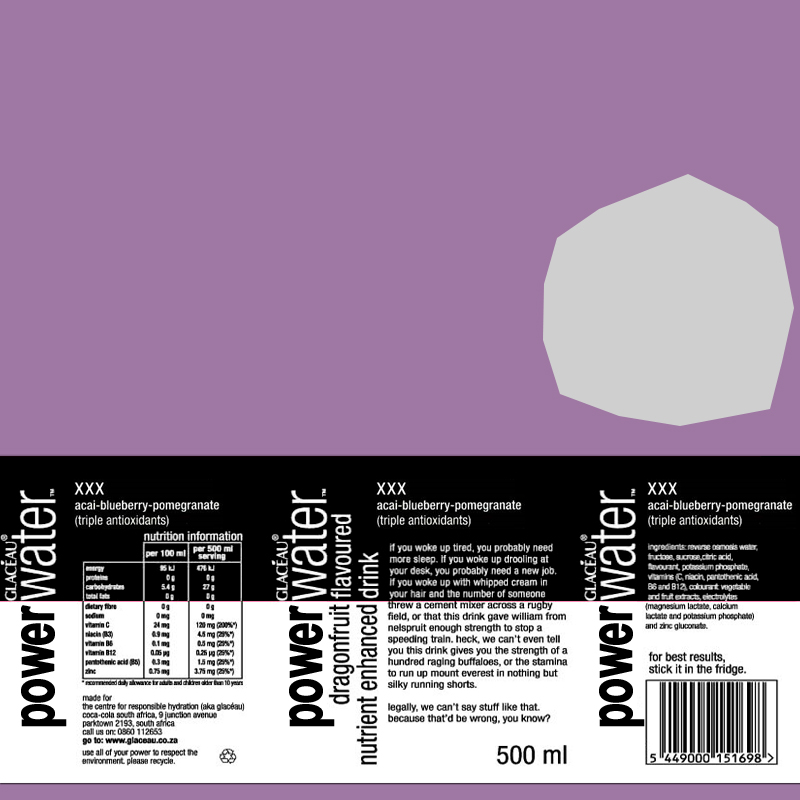 XXX
acai-blueberry-pomegranate
(triple antioxidants)
GLACÉAU®
powerwater™
nutrition information
per 100 ml per 500 ml serving
energy 95 kJ 476 kJ
proteins 0 g 0 g
carbohydrates 5.4 g 27 g
total fats 0 g 0 g
dietary fibre 0 g 0 g
sodium 0 mg 0 mg
vitamin C 24 mg 120 mg (200%*)
niacin (B3) 0.9 mg 4.5 mg (25%*)
vitamin B6 0.1 mg 0.5 mg (25%*)
vitamin B12 0.05 µg 0.25 µg (25%*)
pantothenic acid (B5) 0.3 mg 1.5 mg (25%*)
zinc 0.75 mg 3.75 mg (25%*)
* recommended daily allowance for adults and children older than 10 years
made for
the centre for responsible hydration (aka glacéau)
coca-cola south africa, 9 junction avenue
parktown 2193, south africa
call us on: 0860 112653
go to: www.glaceau.co.za
use all of your power to respect the
environment. please recycle.
XXX
acai-blueberry-pomegranate
(triple antioxidants)
GLACÉAU®
powerwater™
dragonfruit flavoured
nutrient enhanced drink
if you woke up tired, you probably need
more sleep. If you woke up drooling at
your desk, you probably need a new job.
If you woke up with whipped cream in
your hair and the number of someone
threw a cement mixer across a rugby
field, or that this drink gave william from
nelspruit enough strength to stop a
speeding train. heck, we can't even tell
you this drink gives you the strength of a
hundred raging buffaloes, or the stamina
to run up mount everest in nothing but
silky running shorts.
legally, we can't say stuff like that.
because that'd be wrong, you know?
500 ml
XXX
acai-blueberry-pomegranate
(triple antioxidants)
GLACÉAU®
powerwater™
ingredients: reverse osmosis water,
fructose, sucrose,citric acid,
flavourant, potassium phosphate,
vitamins (C, niacin, pantothenic acid,
B6 and B12), colourant: vegetable
and fruit extracts, electrolytes
(magnesium lactate, calcium
lactate and potassium phosphate)
and zinc gluconate.
for best results,
stick it in the fridge.
5 449000 151698 >